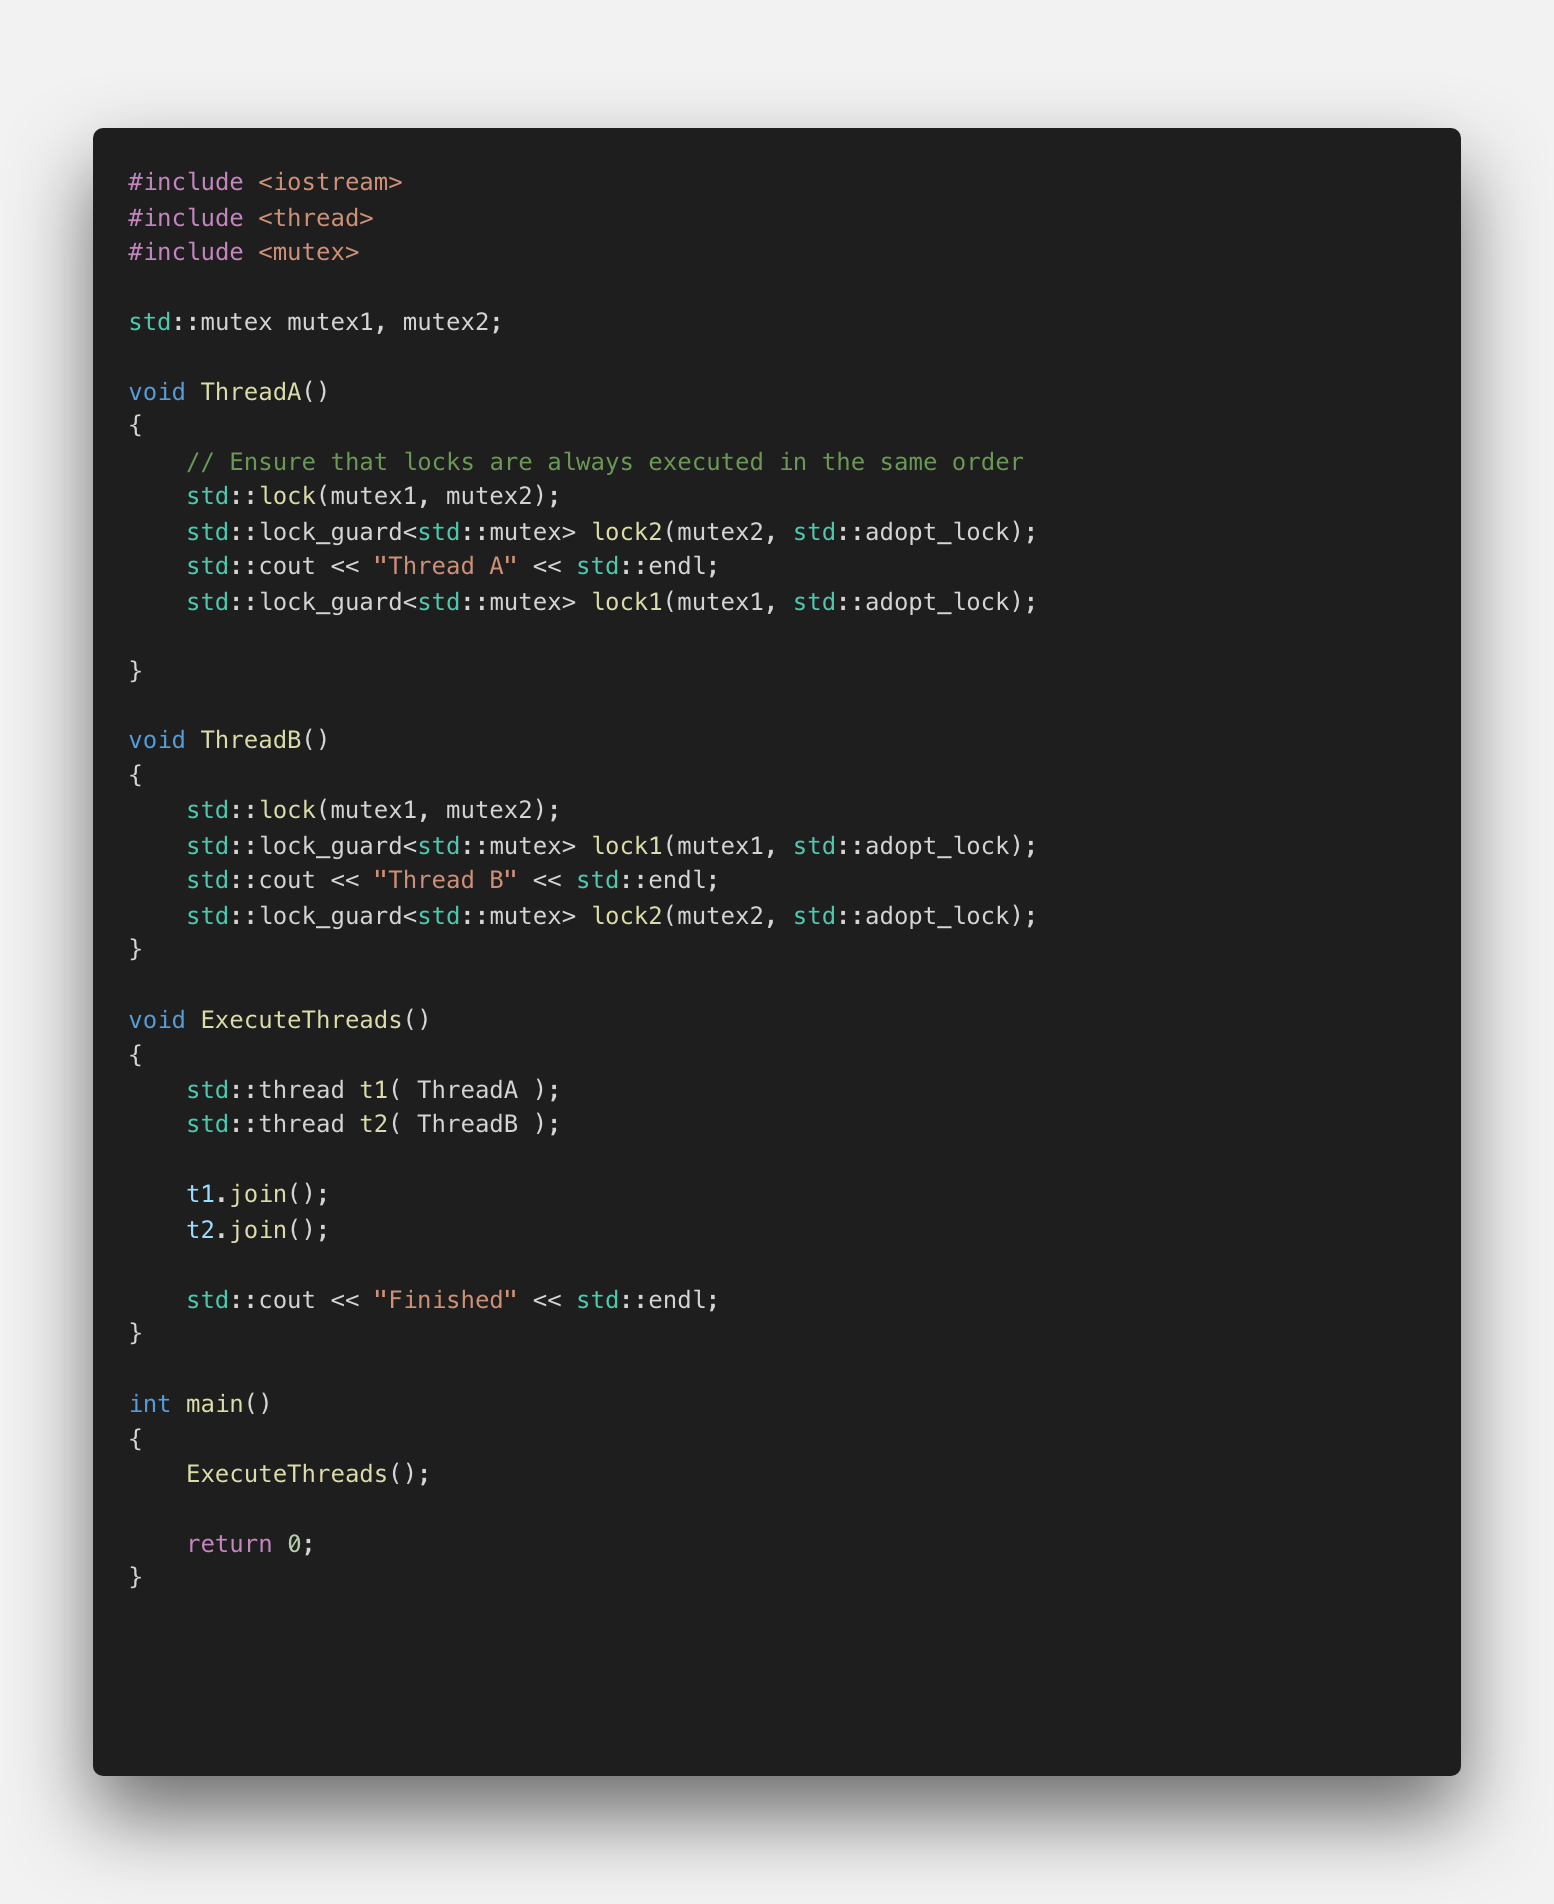 #include <iostream>
#include <thread>
#include <mutex>

std::mutex mutex1, mutex2;

void ThreadA()
{
    // Ensure that locks are always executed in the same order
    std::lock(mutex1, mutex2);
    std::lock_guard<std::mutex> lock2(mutex2, std::adopt_lock);
    std::cout << "Thread A" << std::endl;
    std::lock_guard<std::mutex> lock1(mutex1, std::adopt_lock);

}

void ThreadB()
{
    std::lock(mutex1, mutex2);
    std::lock_guard<std::mutex> lock1(mutex1, std::adopt_lock);
    std::cout << "Thread B" << std::endl;
    std::lock_guard<std::mutex> lock2(mutex2, std::adopt_lock);
}

void ExecuteThreads()
{
    std::thread t1( ThreadA );
    std::thread t2( ThreadB );

    t1.join();
    t2.join();

    std::cout << "Finished" << std::endl;
}

int main()
{
    ExecuteThreads();

    return 0;
}